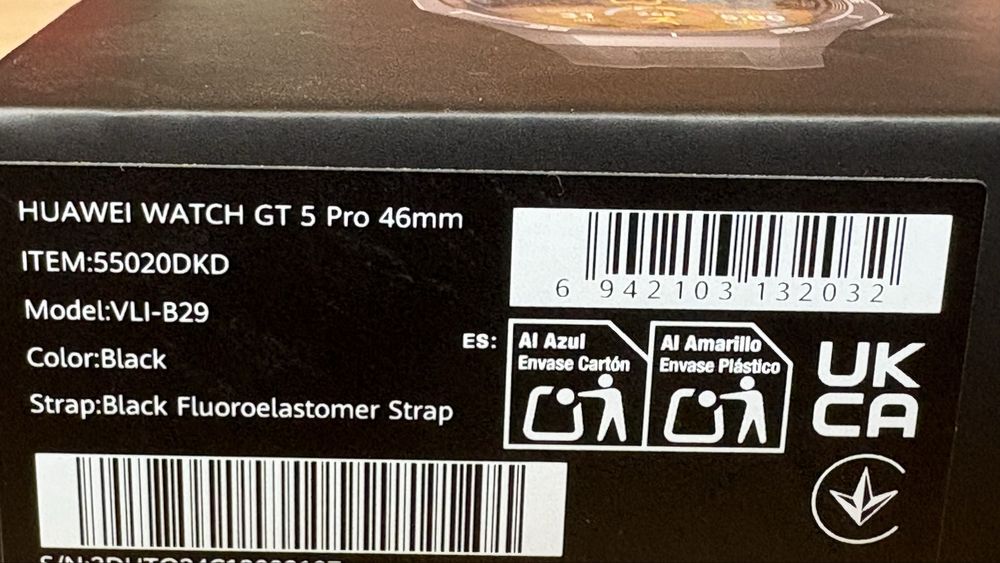 HUAWEI WATCH GT 5 Pro 46mm
ITEM:55020DKD
Model:VLI-B29
Color:Black
Strap:Black Fluoroelastomer Strap
6 942103 132032
ES:
Al Azul
Envase Cartón
Al Amarillo
Envase Plástico
UK
CA